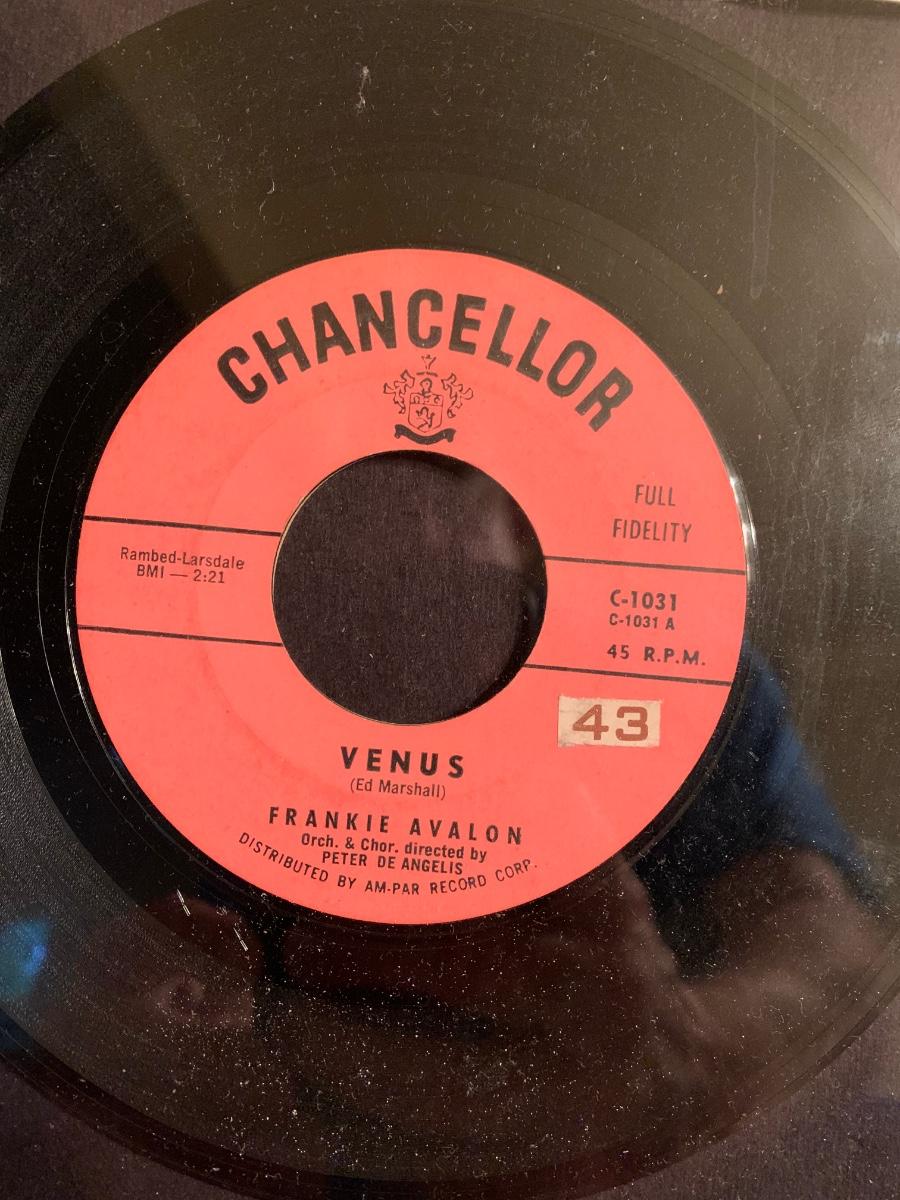 CHANCELLOR
FULL
FIDELITY
Rambed-Larsdale
BMI — 2:21
C-1031
C-1031 A
45 R.P.M.
43
VENUS
(Ed Marshall)
FRANKIE AVALON
Orch. & Chor. directed by
PETER DE ANGELIS
DISTRIBUTED BY AM-PAR RECORD CORP.